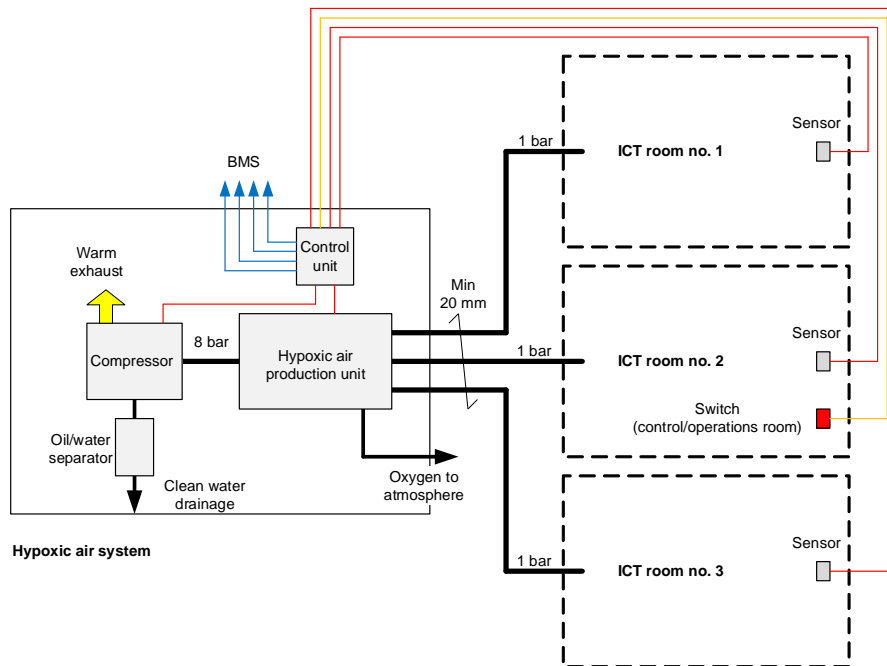 1 bar
ICT room no. 1
Sensor
BMS
Warm
exhaust
Control
unit
Min
20 mm
Compressor
8 bar
Hypoxic air
production unit
1 bar
ICT room no. 2
Sensor
Switch
(control/operations room)
Oil/water
separator
Clean water
drainage
Oxygen to
atmosphere
Hypoxic air system
1 bar
ICT room no. 3
Sensor